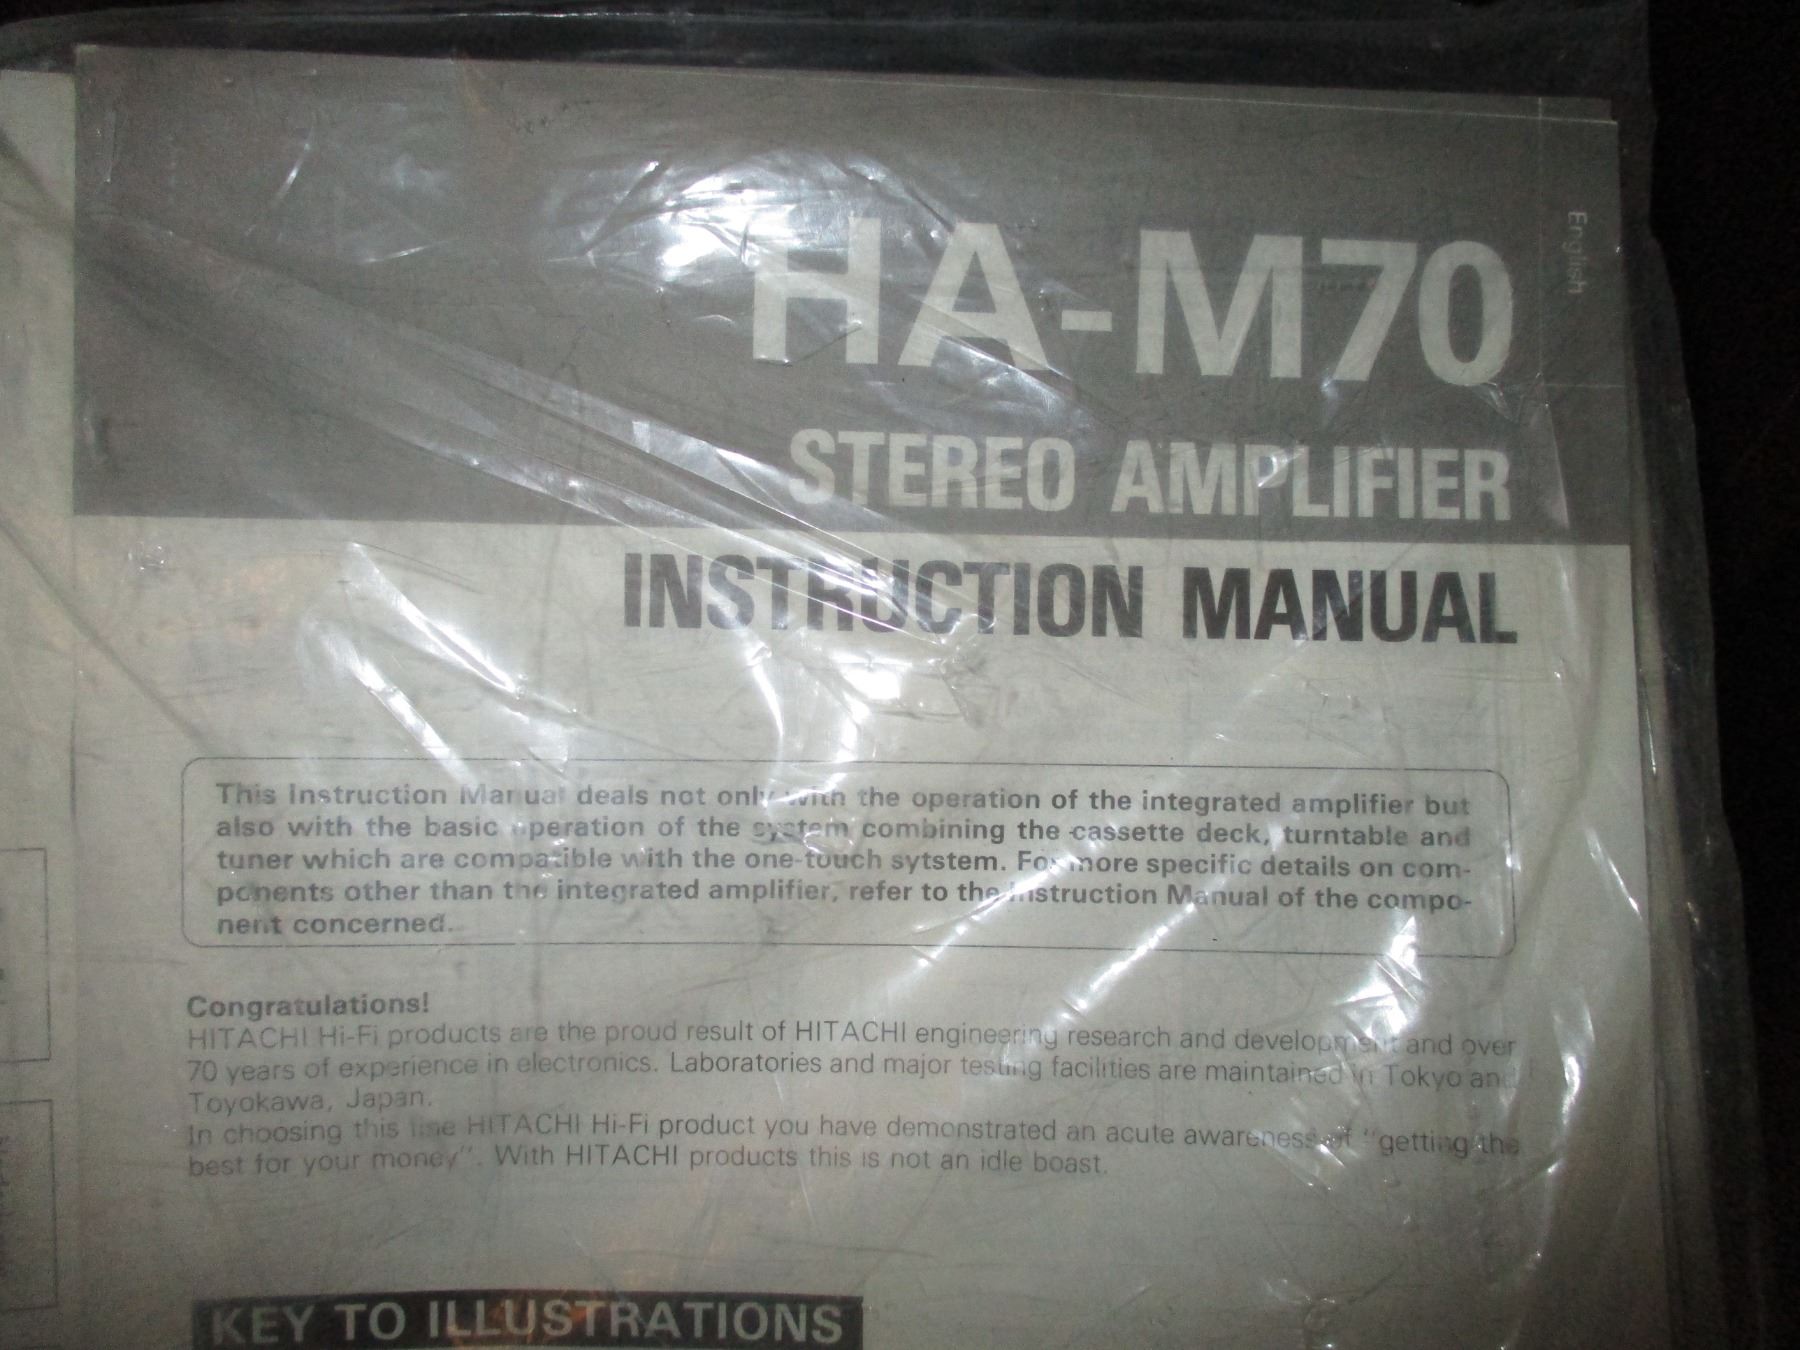 English
HA-M70
STEREO AMPLIFIER
INSTRUCTION MANUAL
This Instruction Manual deals not only with the operation of the integrated amplifier but
also with the basic operation of the system combining the cassette deck, turntable and
tuner which are compatible with the one-touch sytstem. For more specific details on com-
ponents other than the integrated amplifier, refer to the Instruction Manual of the compo-
nent concerned.
Congratulations!
HITACHI Hi-Fi products are the proud result of HITACHI engineering research and development and over
70 years of experience in electronics. Laboratories and major testing facilities are maintained in Tokyo and
Toyokawa, Japan.
In choosing this fine HITACHI Hi-Fi product you have demonstrated an acute awareness of "getting the
best for your money". With HITACHI products this is not an idle boast.
KEY TO ILLUSTRATIONS